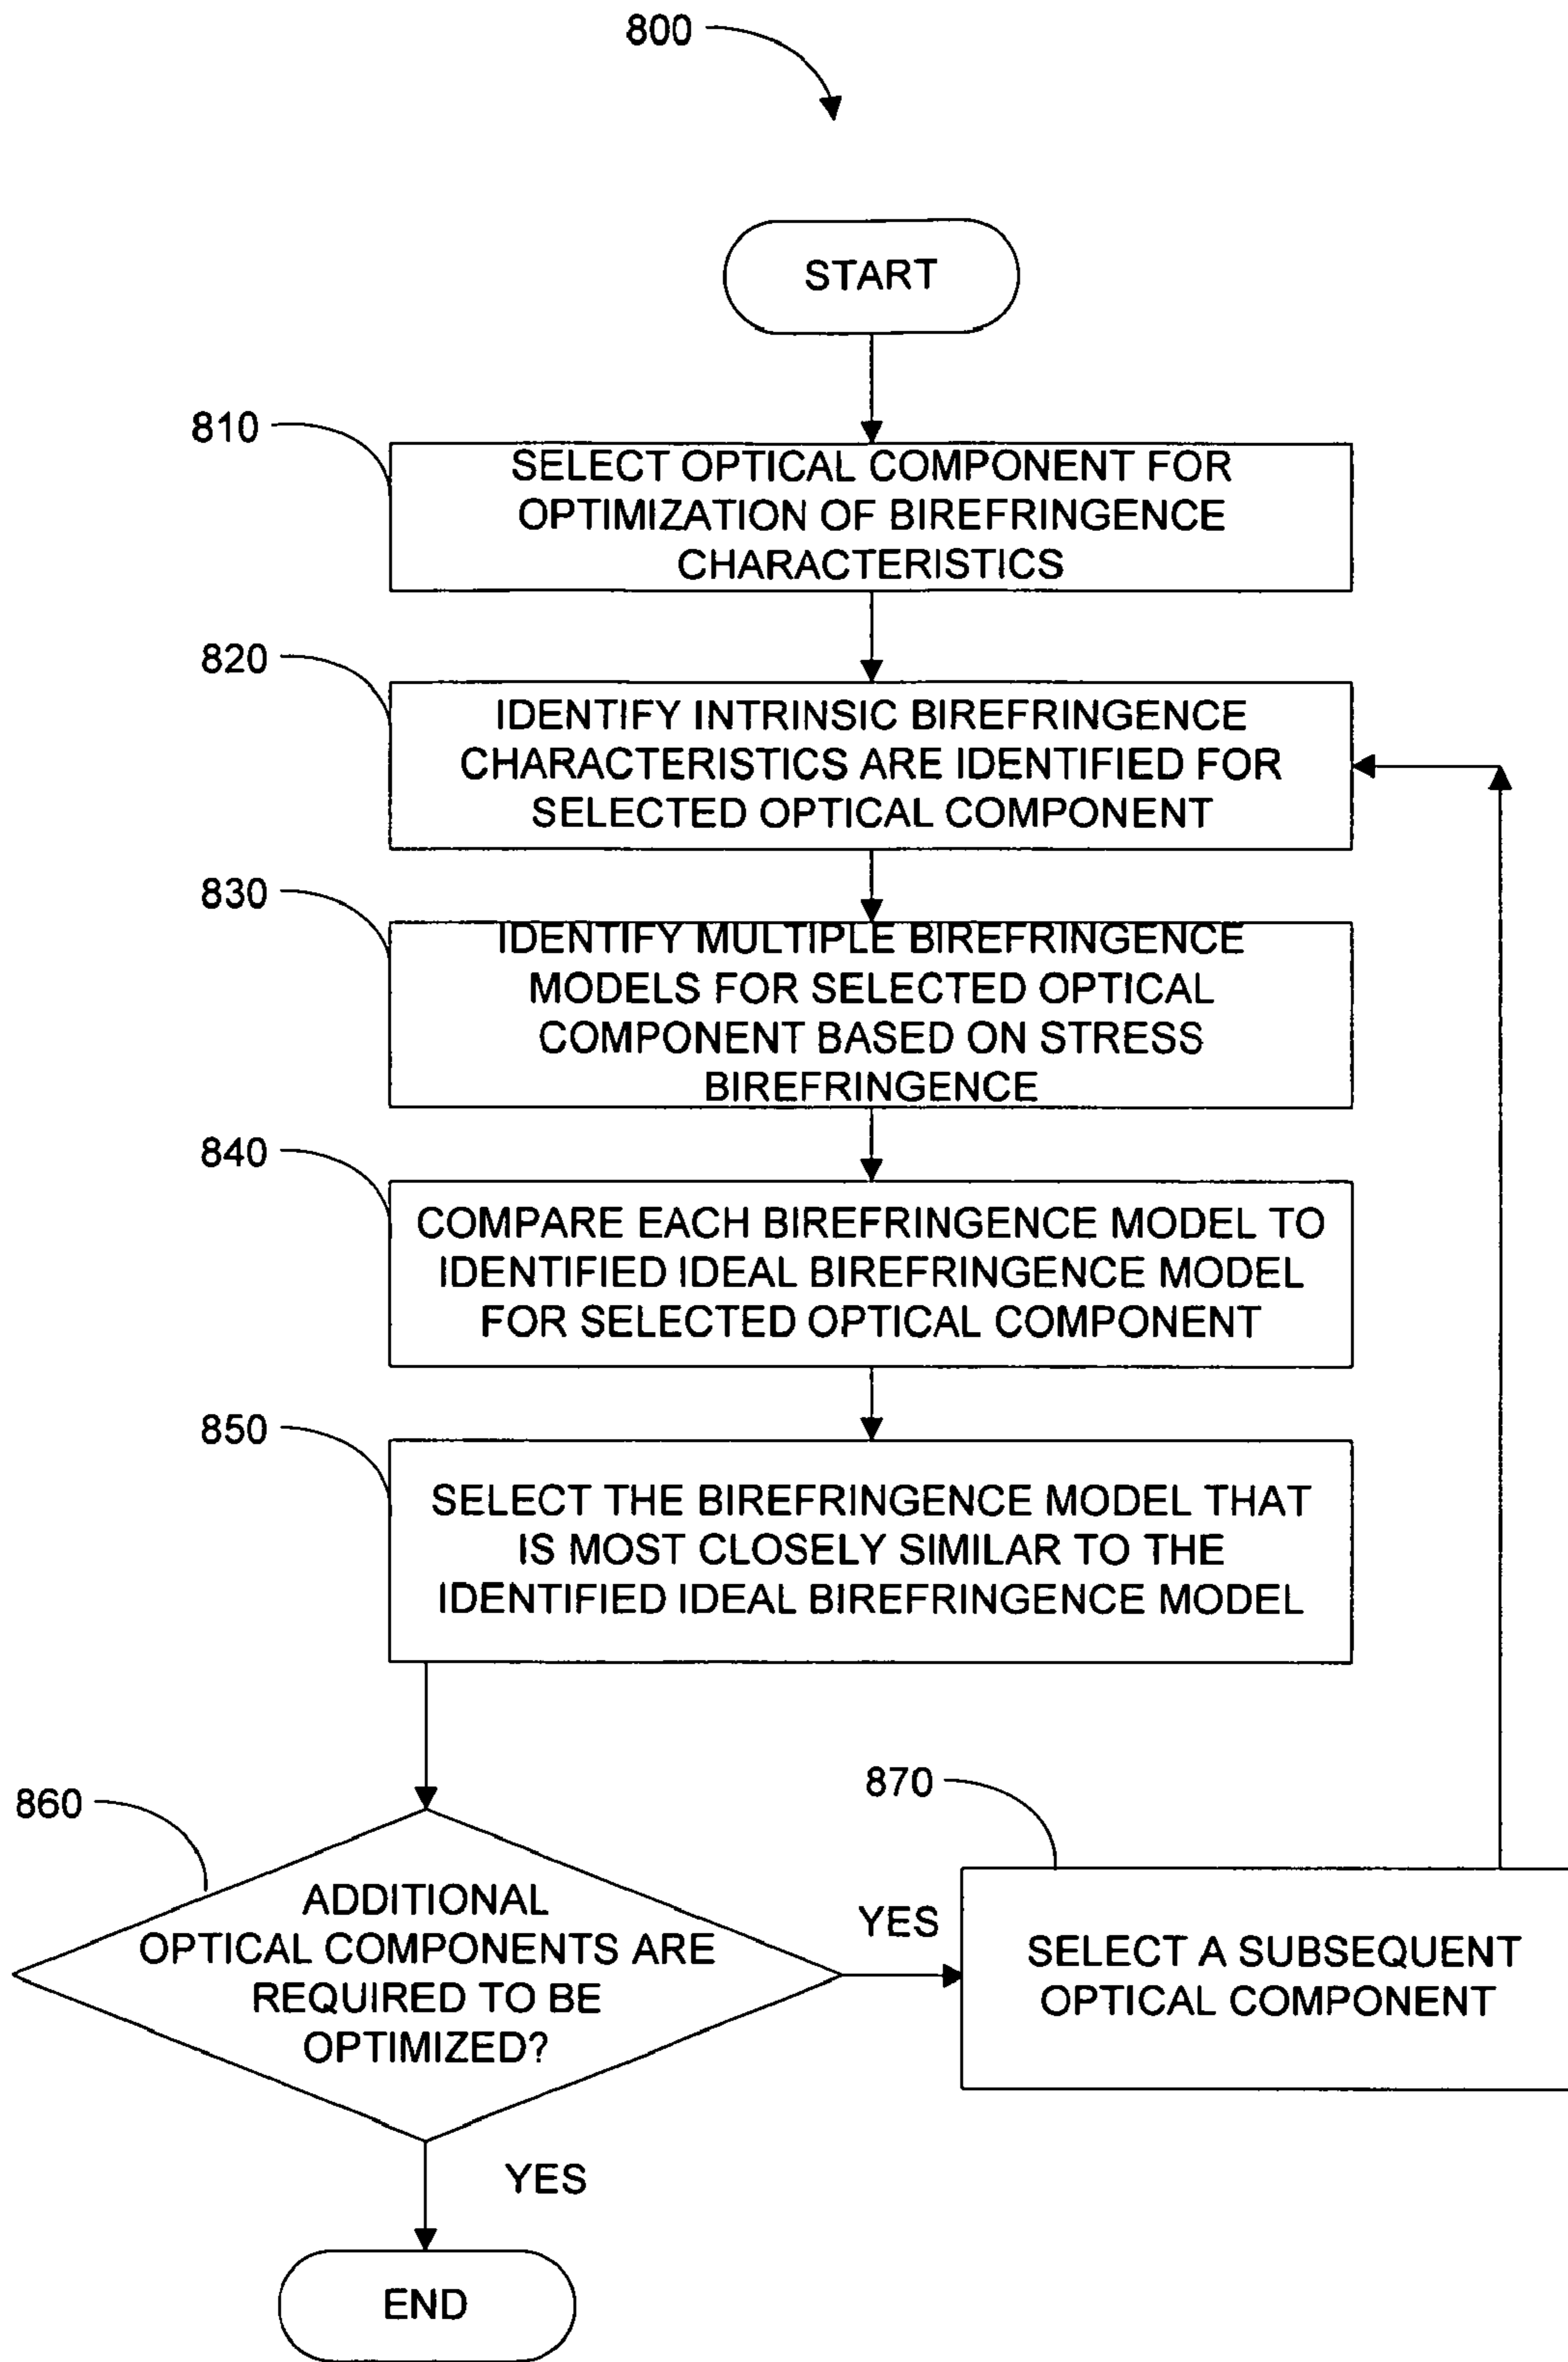 800
START
810
SELECT OPTICAL COMPONENT FOR
OPTIMIZATION OF BIREFRINGENCE
CHARACTERISTICS
820
IDENTIFY INTRINSIC BIREFRINGENCE
CHARACTERISTICS ARE IDENTIFIED FOR
SELECTED OPTICAL COMPONENT
830
IDENTIFY MULTIPLE BIREFRINGENCE
MODELS FOR SELECTED OPTICAL
COMPONENT BASED ON STRESS
BIREFRINGENCE
840
COMPARE EACH BIREFRINGENCE MODEL TO
IDENTIFIED IDEAL BIREFRINGENCE MODEL
FOR SELECTED OPTICAL COMPONENT
850
SELECT THE BIREFRINGENCE MODEL THAT
IS MOST CLOSELY SIMILAR TO THE
IDENTIFIED IDEAL BIREFRINGENCE MODEL
860
ADDITIONAL
OPTICAL COMPONENTS ARE
REQUIRED TO BE
OPTIMIZED?
YES
870
SELECT A SUBSEQUENT
OPTICAL COMPONENT
YES
END